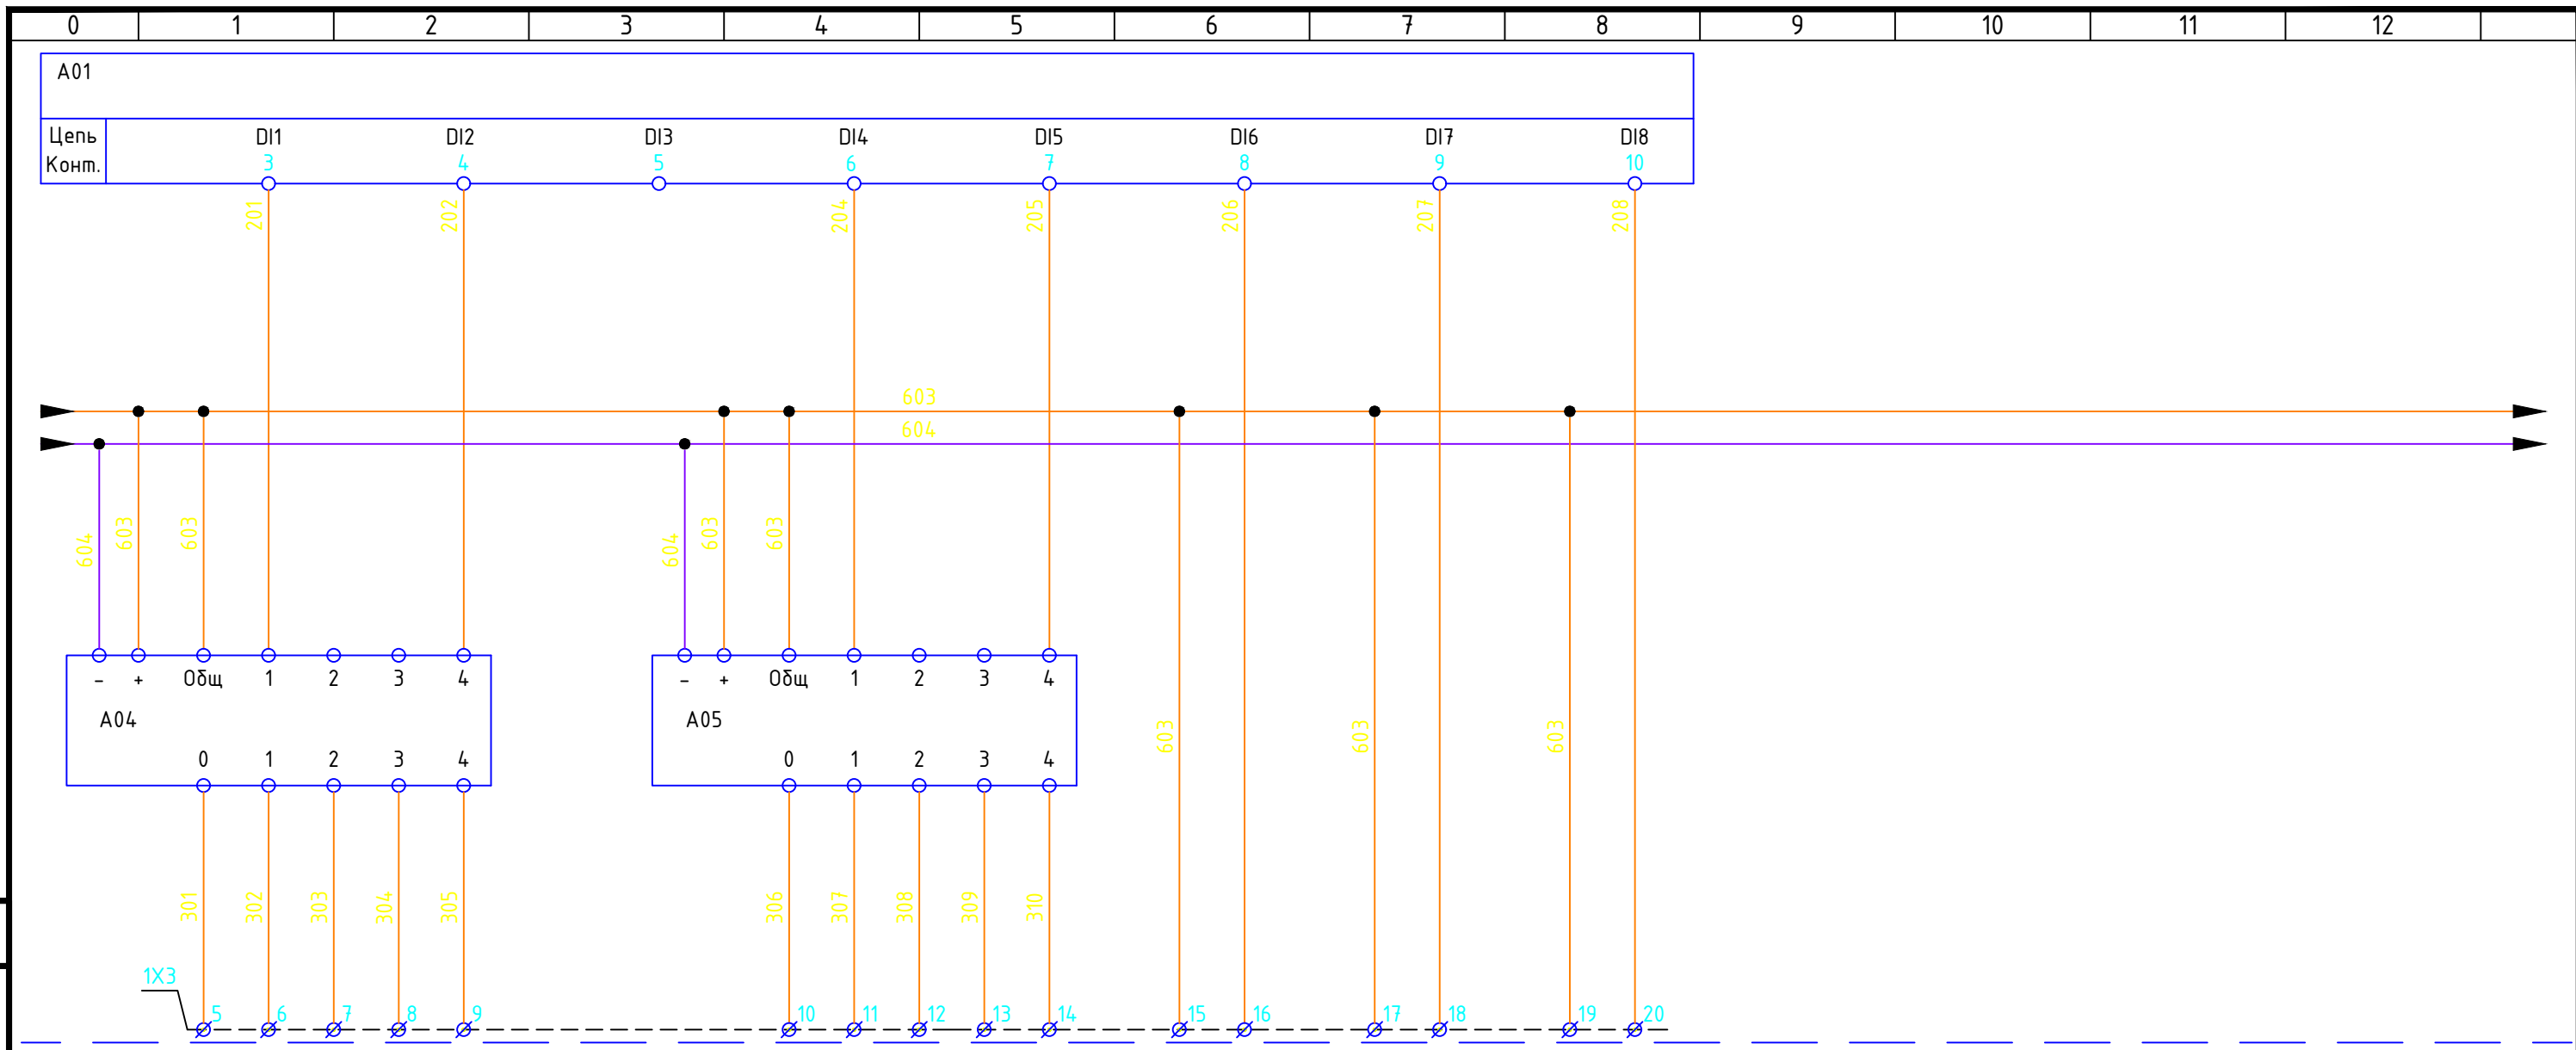 0 1 2 3 4 5 6 7 8 9 10 11 12
A01
Цепь DI1 DI2 DI3 DI4 DI5 DI6 DI7 DI8
Конт. 3 4 5 6 7 8 9 10
201 202 204 205 206 207 208
603
604
604 603 603 604 603 603
- + Общ 1 2 3 4 - + Общ 1 2 3 4
A04 A05
603 603 603
0 1 2 3 4 0 1 2 3 4
301 302 303 304 305 306 307 308 309 310
1X3
5 6 7 8 9 10 11 12 13 14 15 16 17 18 19 20